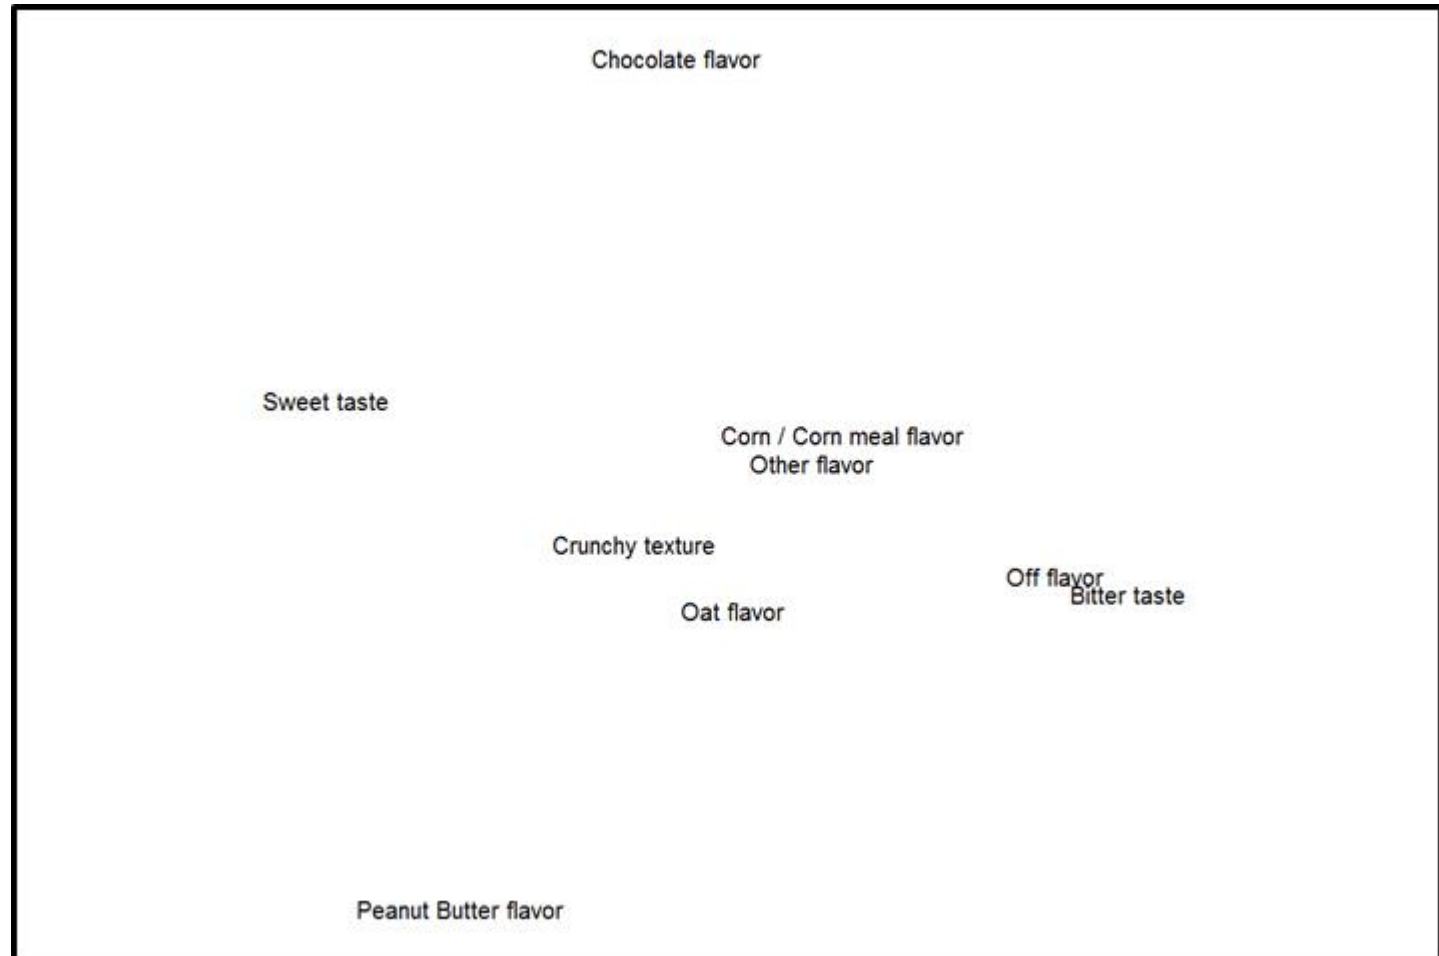 Chocolate flavor
Sweet taste
Corn / Corn meal flavor
Other flavor
Crunchy texture
Off flavor
Bitter taste
Oat flavor
Peanut Butter flavor